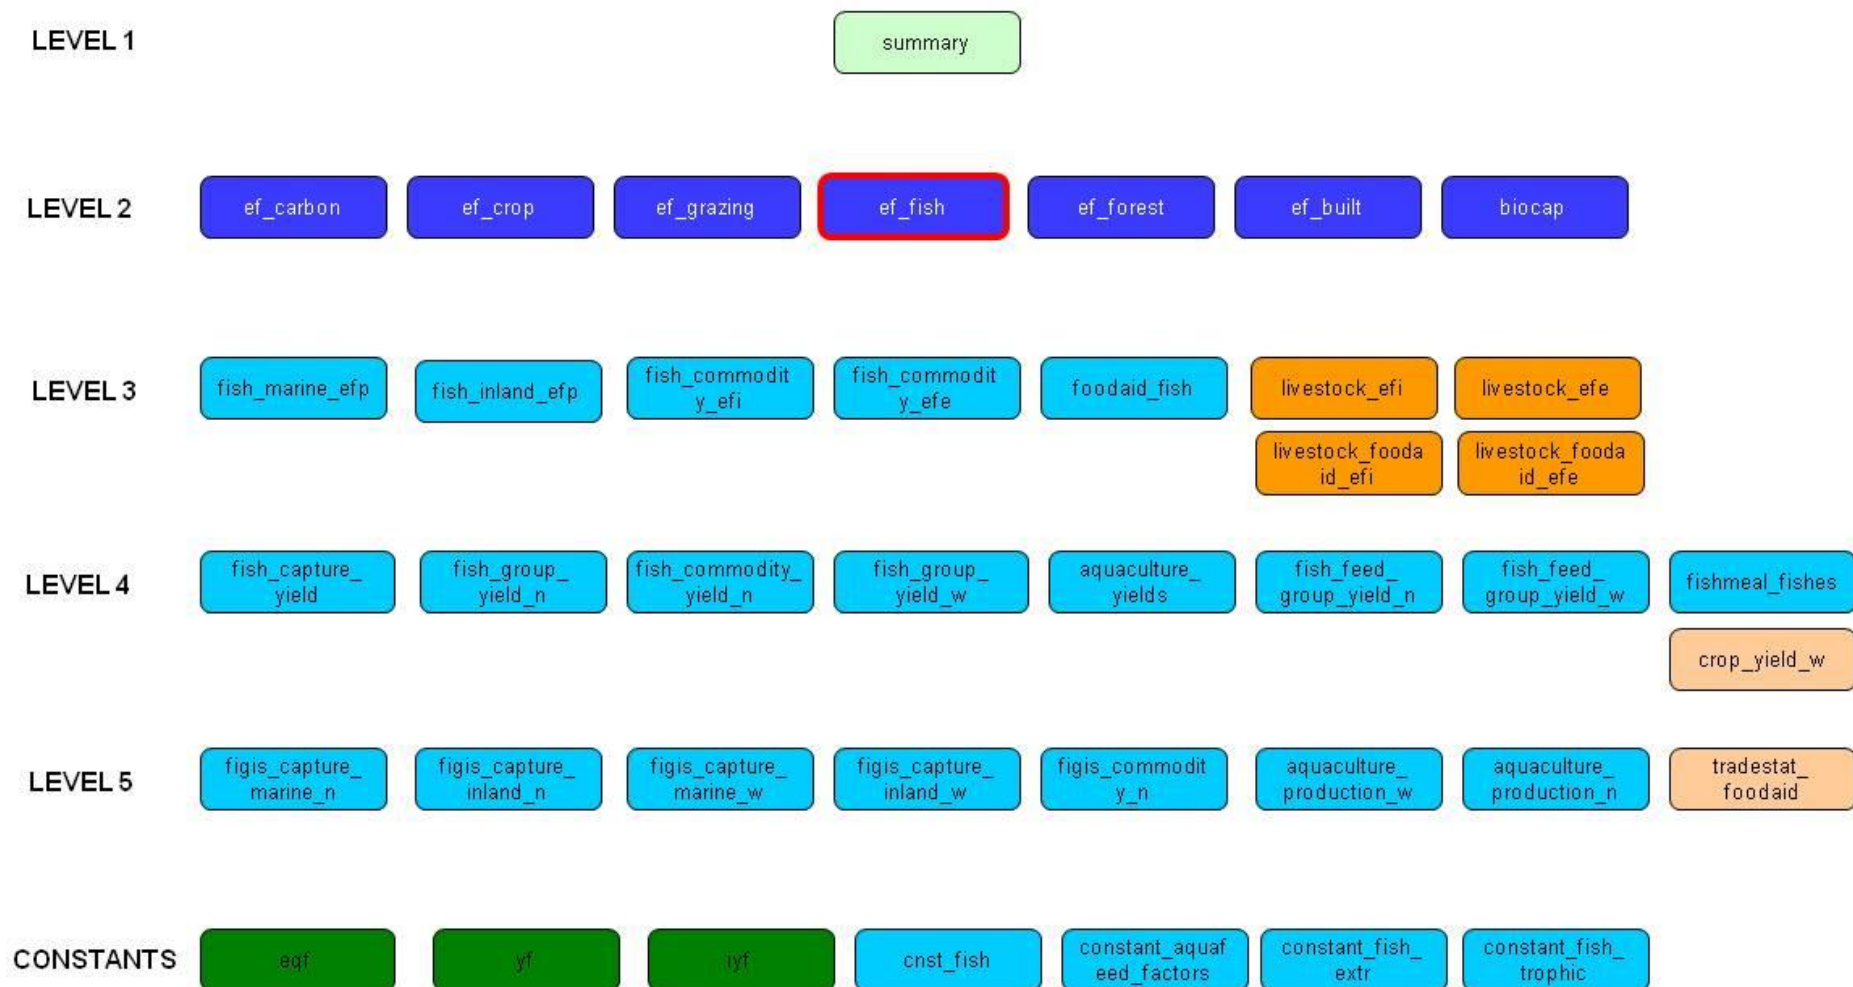 LEVEL 1
summary
LEVEL 2
ef_carbon
ef_crop
ef_grazing
ef_fish
ef_forest
ef_built
biocap
LEVEL 3
fish_marine_efp
fish_inland_efp
fish_commodit
y_efi
fish_commodit
y_efe
foodaid_fish
livestock_efi
livestock_efe
livestock_fooda
id_efi
livestock_fooda
id_efe
LEVEL 4
fish_capture_
yield
fish_group_
yield_n
fish_commodity_
yield_n
fish_group_
yield_w
aquaculture_
yields
fish_feed_
group_yield_n
fish_feed_
group_yield_w
fishmeal_fishes
crop_yield_w
LEVEL 5
figis_capture_
marine_n
figis_capture_
inland_n
figis_capture_
marine_w
figis_capture_
inland_w
figis_commodit
y_n
aquaculture_
production_w
aquaculture_
production_n
tradestat_
foodaid
CONSTANTS
eqf
yf
iyf
cnst_fish
constant_aquaf
eed_factors
constant_fish_
extr
constant_fish_
trophic